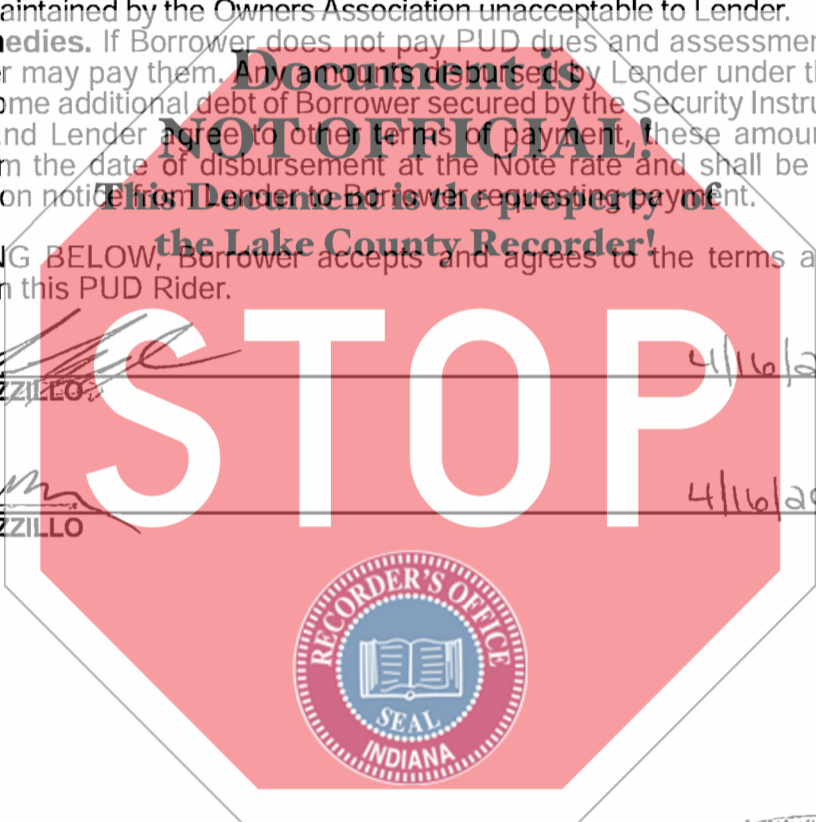 aintained by the Owners Association unacceptable to Lender.
edies. If Borrower does not pay PUD dues and assessmen
r may pay them. Any amounts disbursed by Lender under th
Document is
ome additional debt of Borrower secured by the Security Instru
nd Lender agree to other terms of payment, these amoun
NOT OFFICIAL!
m the date of disbursement at the Note rate and shall be
on notice from Lender to Borrower requesting payment.
This Document is the property of
the Lake County Recorder!
NG BELOW, Borrower accepts and agrees to the terms a
n this PUD Rider.
4/16/2
ZZILLO
STOP
4/16/20
ZZILLO
RECORDER'S OFFICE
SEAL
INDIANA